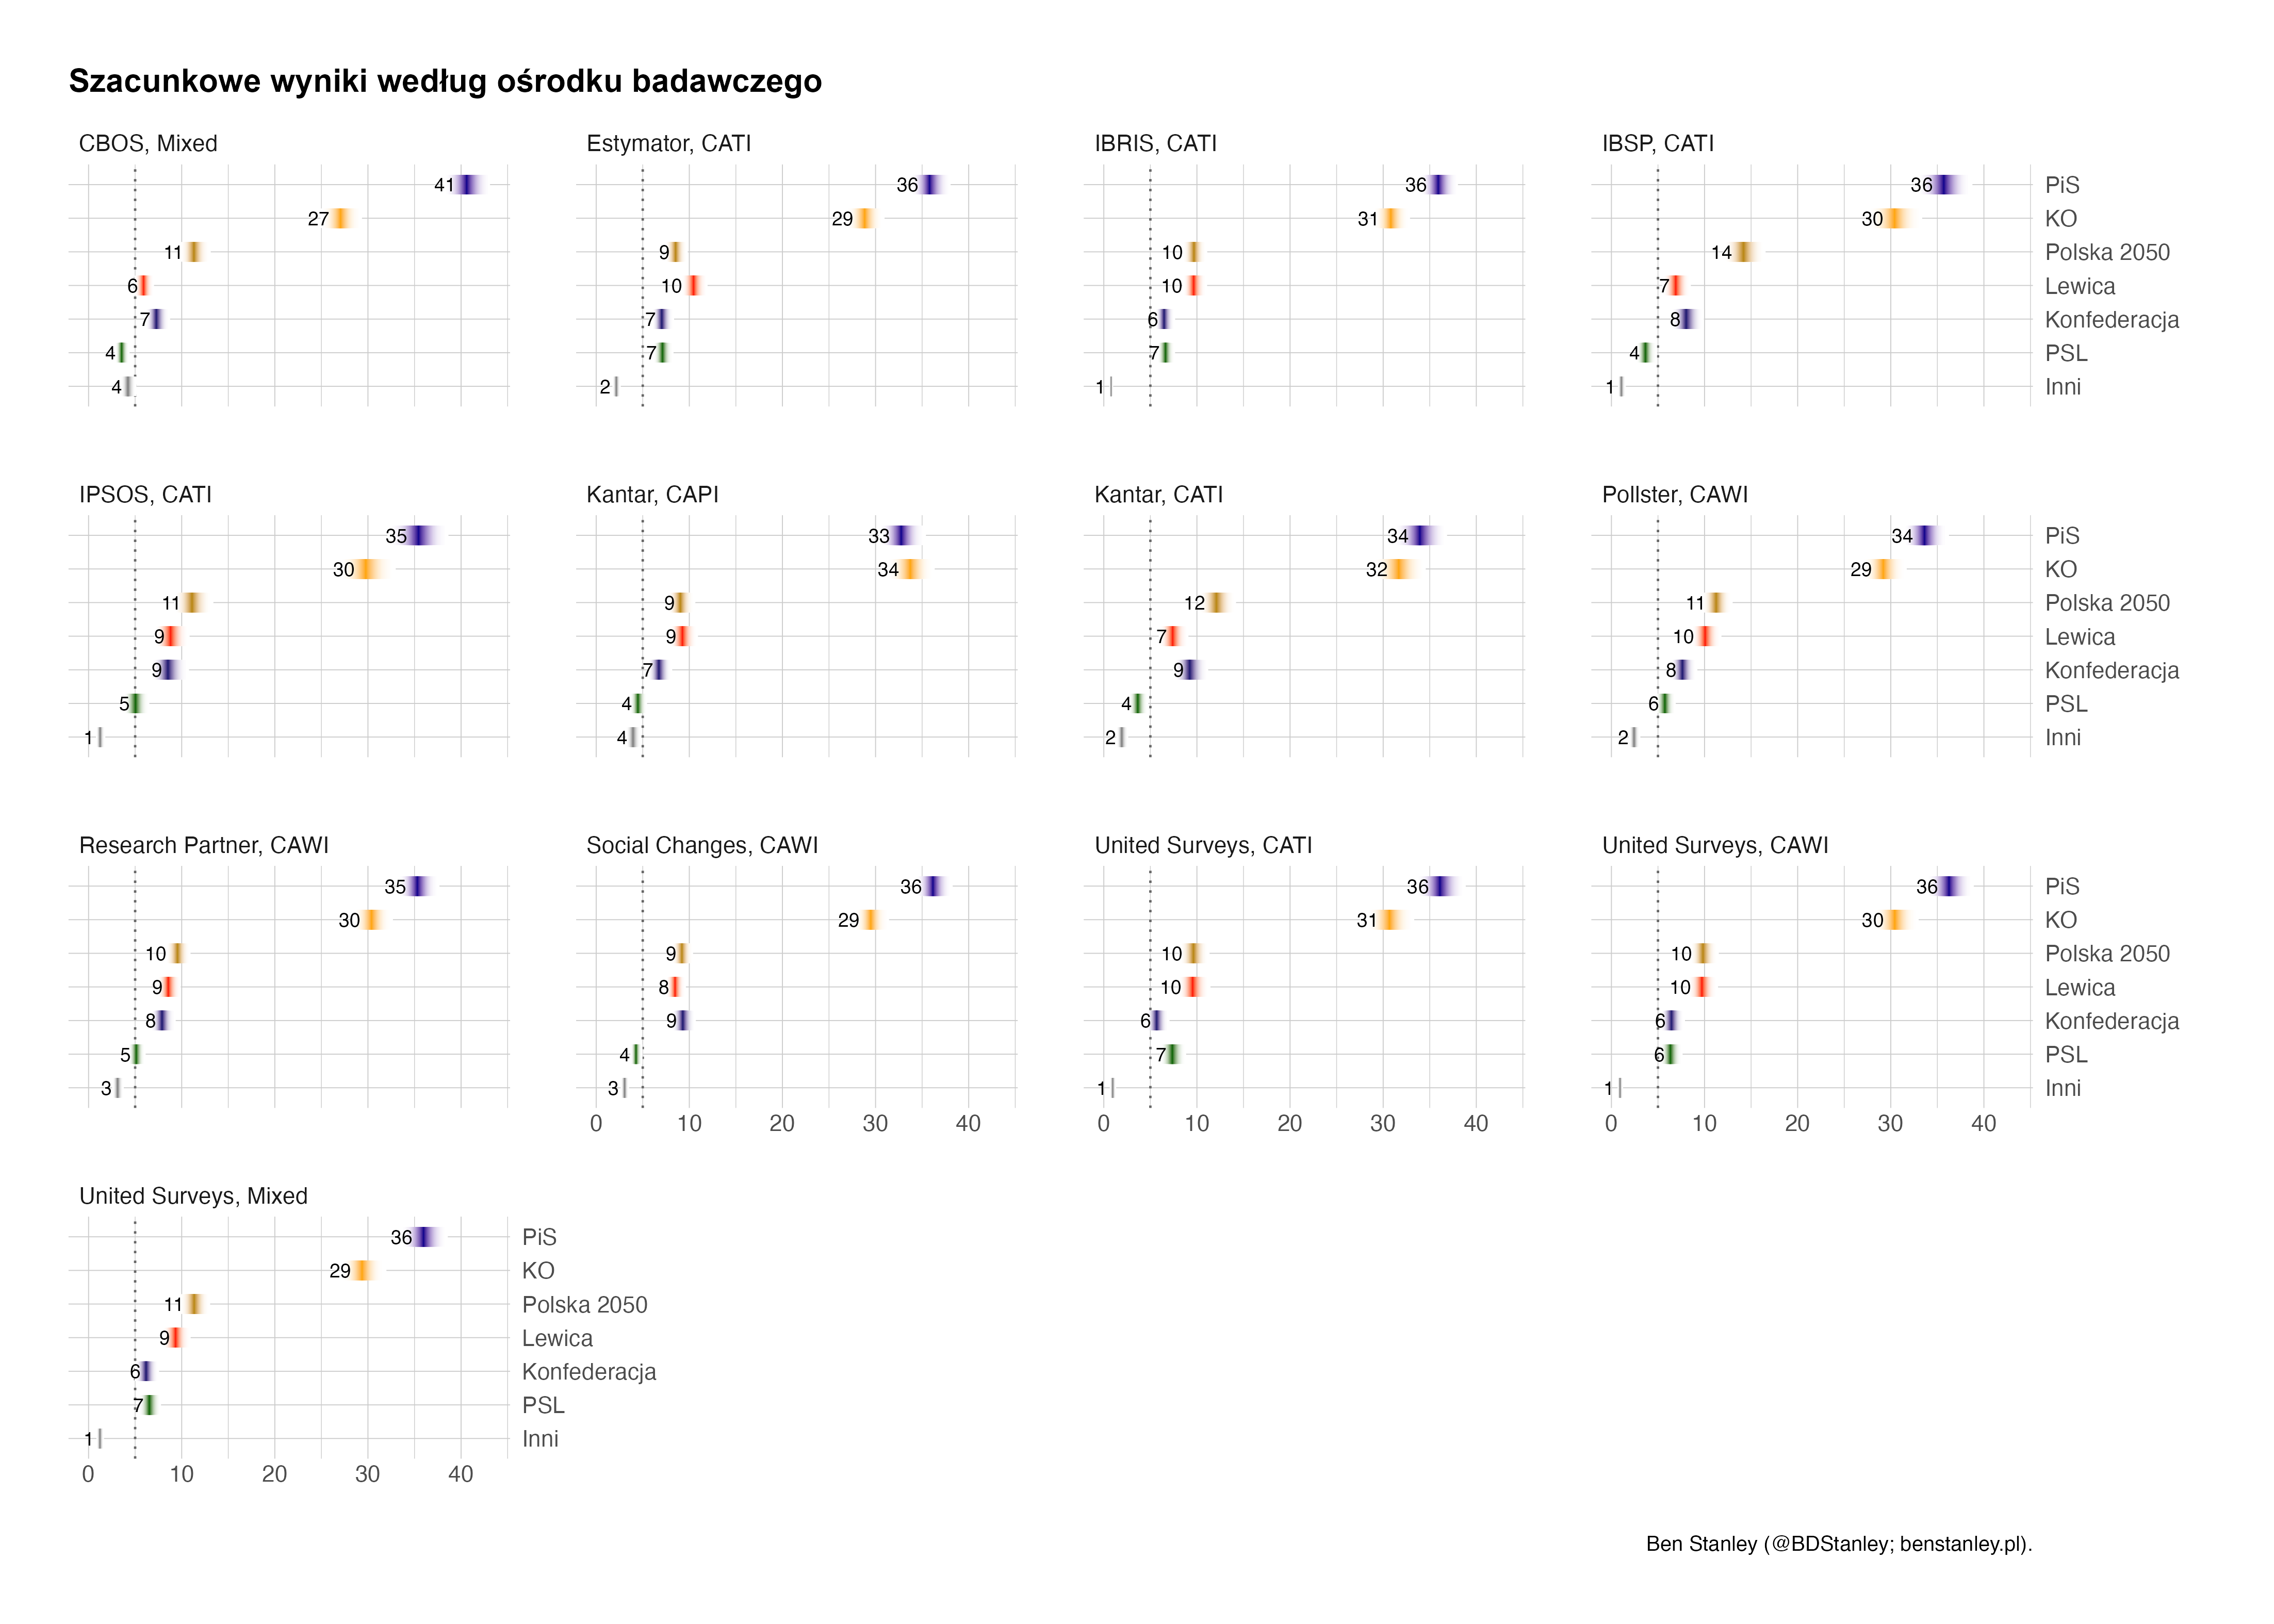 Szacunkowe wyniki według ośrodku badawczego
CBOS, Mixed
41
27
11
6
7
4
4
Estymator, CATI
36
29
9
10
7
7
2
IBRIS, CATI
36
31
10
10
6
7
1
IBSP, CATI
36 PiS
30 KO
14 Polska 2050
7 Lewica
8 Konfederacja
4 PSL
1 Inni
IPSOS, CATI
35
30
11
9
9
5
1
Kantar, CAPI
33
34
9
9
7
4
4
Kantar, CATI
34
32
12
7
9
4
2
Pollster, CAWI
34 PiS
29 KO
11 Polska 2050
10 Lewica
8 Konfederacja
6 PSL
2 Inni
Research Partner, CAWI
35
30
10
9
8
5
3
Social Changes, CAWI
36
29
9
8
9
4
3
0 10 20 30 40
United Surveys, CATI
36
31
10
10
6
7
1
0 10 20 30 40
United Surveys, CAWI
36 PiS
30 KO
10 Polska 2050
10 Lewica
6 Konfederacja
6 PSL
1 Inni
0 10 20 30 40
United Surveys, Mixed
36 PiS
29 KO
11 Polska 2050
9 Lewica
6 Konfederacja
7 PSL
1 Inni
0 10 20 30 40
Ben Stanley (@BDStanley; benstanley.pl).